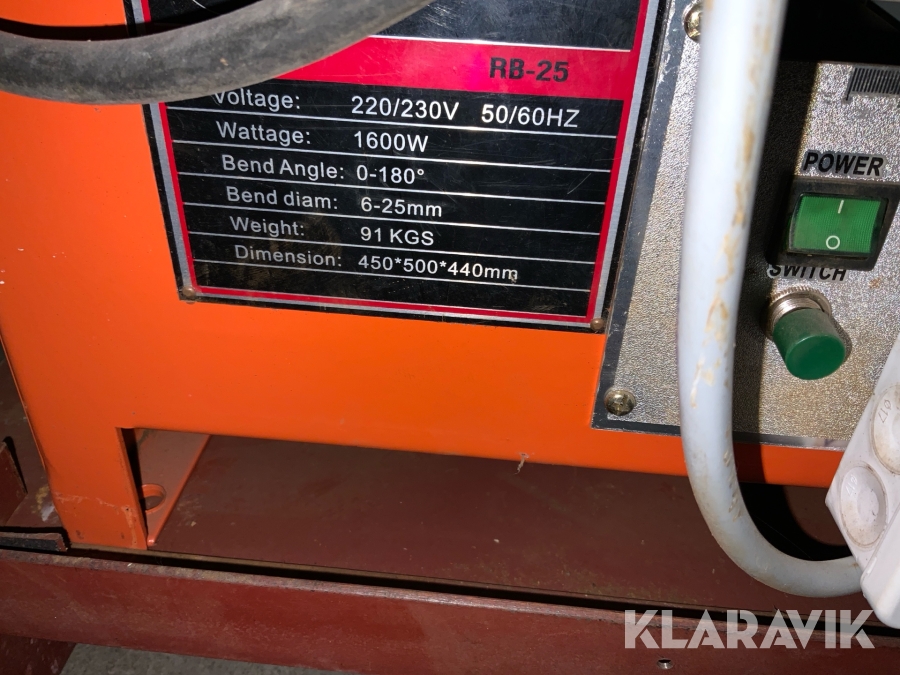 RB-25
Voltage: 220/230V 50/60HZ
Wattage: 1600W
Bend Angle: 0-180°
Bend diam: 6-25mm
Weight: 91 KGS
Dimension: 450*500*440mm
POWER
SWITCH
KLARAVIK